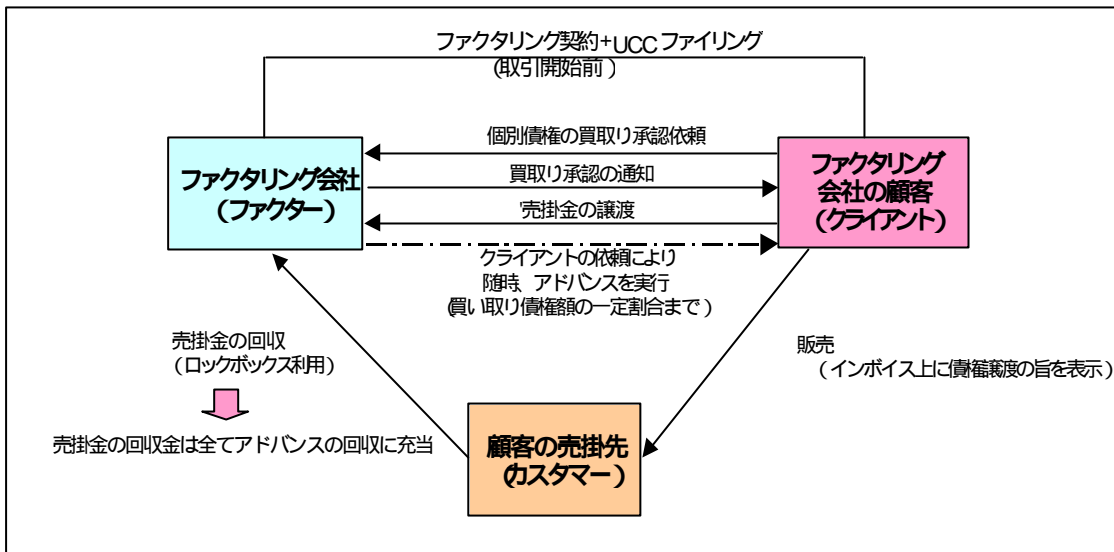 ファクタリング契約+UCCファイリング
(取引開始前)
個別債権の買取り承認依頼
ファクタリング会社
(ファクター)
買取り承認の通知
売掛金の譲渡
ファクタリング
会社の顧客
(クライアント)
クライアントの依頼により
随時、アドバンスを実行
(買い取り債権額の一定割合まで)
売掛金の回収
(ロックボックス利用)
販売
(インボイス上に債権譲渡の旨を表示)
売掛金の回収金は全てアドバンスの回収に充当
顧客の売掛先
(カスタマー)